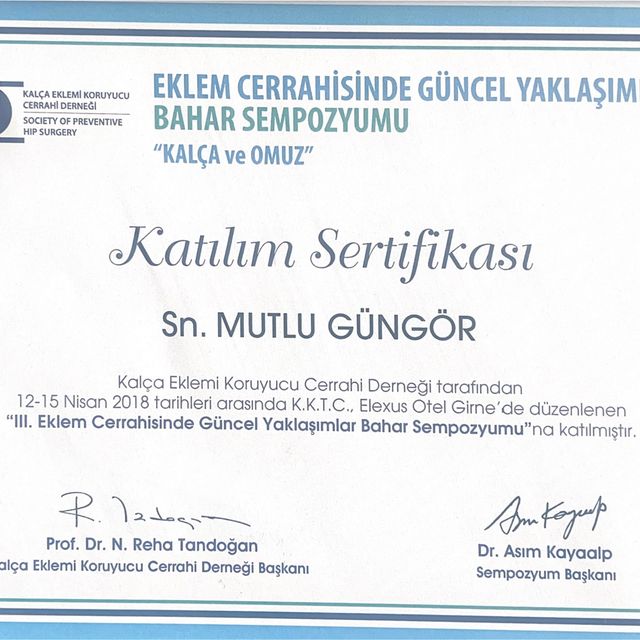 KALÇA EKLEMİ KORUYUCU
CERRAHİ DERNEĞİ
SOCIETY OF PREVENTIVE
HIP SURGERY
EKLEM CERRAHİSİNDE GÜNCEL YAKLAŞIM
BAHAR SEMPOZYUMU
“KALÇA ve OMUZ”
Katılım Sertifikası
Sn. MUTLU GÜNGÖR
Kalça Eklemi Koruyucu Cerrahi Derneği tarafından
12-15 Nisan 2018 tarihleri arasında K.K.T.C., Elexus Otel Girne’de düzenlenen
“III. Eklem Cerrahisinde Güncel Yaklaşımlar Bahar Sempozyumu”na katılmıştır.
R. Tandogan
Asım Kayaalp
Prof. Dr. N. Reha Tandoğan
alça Eklemi Koruyucu Cerrahi Derneği Başkanı
Dr. Asım Kayaalp
Sempozyum Başkanı